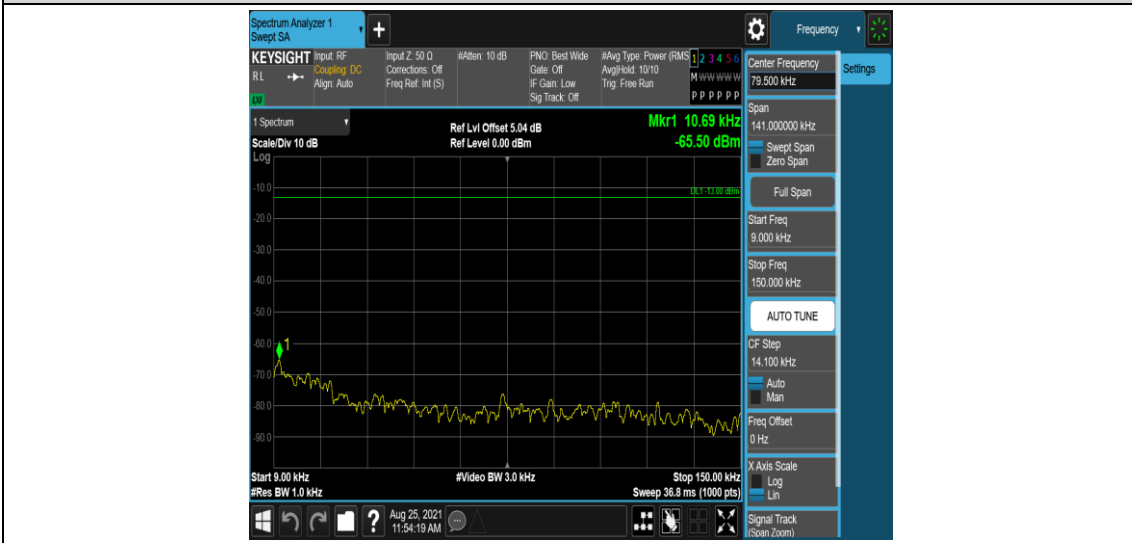 Spectrum Analyzer 1
Swept SA
+
Frequency
KEYSIGHT
RL
LXI
Input: RF
Coupling: DC
Align: Auto
Input Z: 50 Ω
Corrections: Off
Freq Ref: Int (S)
#Atten: 10 dB
PNO: Best Wide
Gate: Off
IF Gain: Low
Sig Track: Off
#Avg Type: Power (RMS
Avg|Hold: 10/10
Trig: Free Run
1 2 3 4 5 6
M W W W W W
P P P P P P
1 Spectrum
Scale/Div 10 dB
Log
Ref Lvl Offset 5.04 dB
Ref Level 0.00 dBm
Mkr1 10.69 kHz
-65.50 dBm
DL1 -13.00 dBm
-10.0
-20.0
-30.0
-40.0
-50.0
-60.0
-70.0
-80.0
-90.0
1
Start 9.00 kHz
#Res BW 1.0 kHz
#Video BW 3.0 kHz
Stop 150.00 kHz
Sweep 36.8 ms (1000 pts)
?
Aug 25, 2021
11:54:19 AM
Center Frequency
79.500 kHz
Span
141.000000 kHz
Swept Span
Zero Span
Full Span
Start Freq
9.000 kHz
Stop Freq
150.000 kHz
AUTO TUNE
CF Step
14.100 kHz
Auto
Man
Freq Offset
0 Hz
X Axis Scale
Log
Lin
Signal Track
(Span Zoom)
Settings